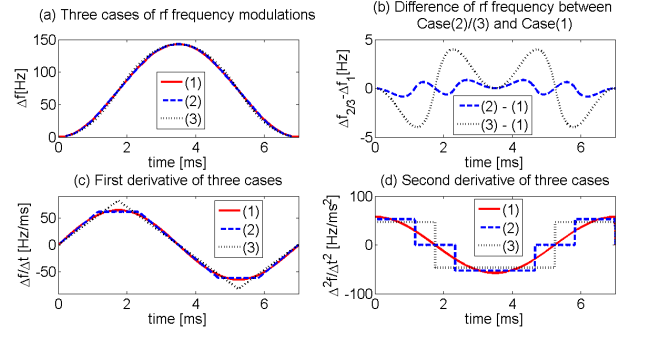 (a) Three cases of rf frequency modulations
(b) Difference of rf frequency between
Case(2)/(3) and Case(1)
150
100
50
0
Δf[Hz]
(1)
(2)
(3)
0 2 4 6
time [ms]
5
0
-5
Δf2/3-Δf1[Hz]
(2) - (1)
(3) - (1)
0 2 4 6
time [ms]
(c) First derivative of three cases
(d) Second derivative of three cases
50
0
-50
Δf/Δt [Hz/ms]
(1)
(2)
(3)
0 2 4 6
time [ms]
100
0
-100
Δ²f/Δt² [Hz/ms²]
(1)
(2)
(3)
0 2 4 6
time [ms]